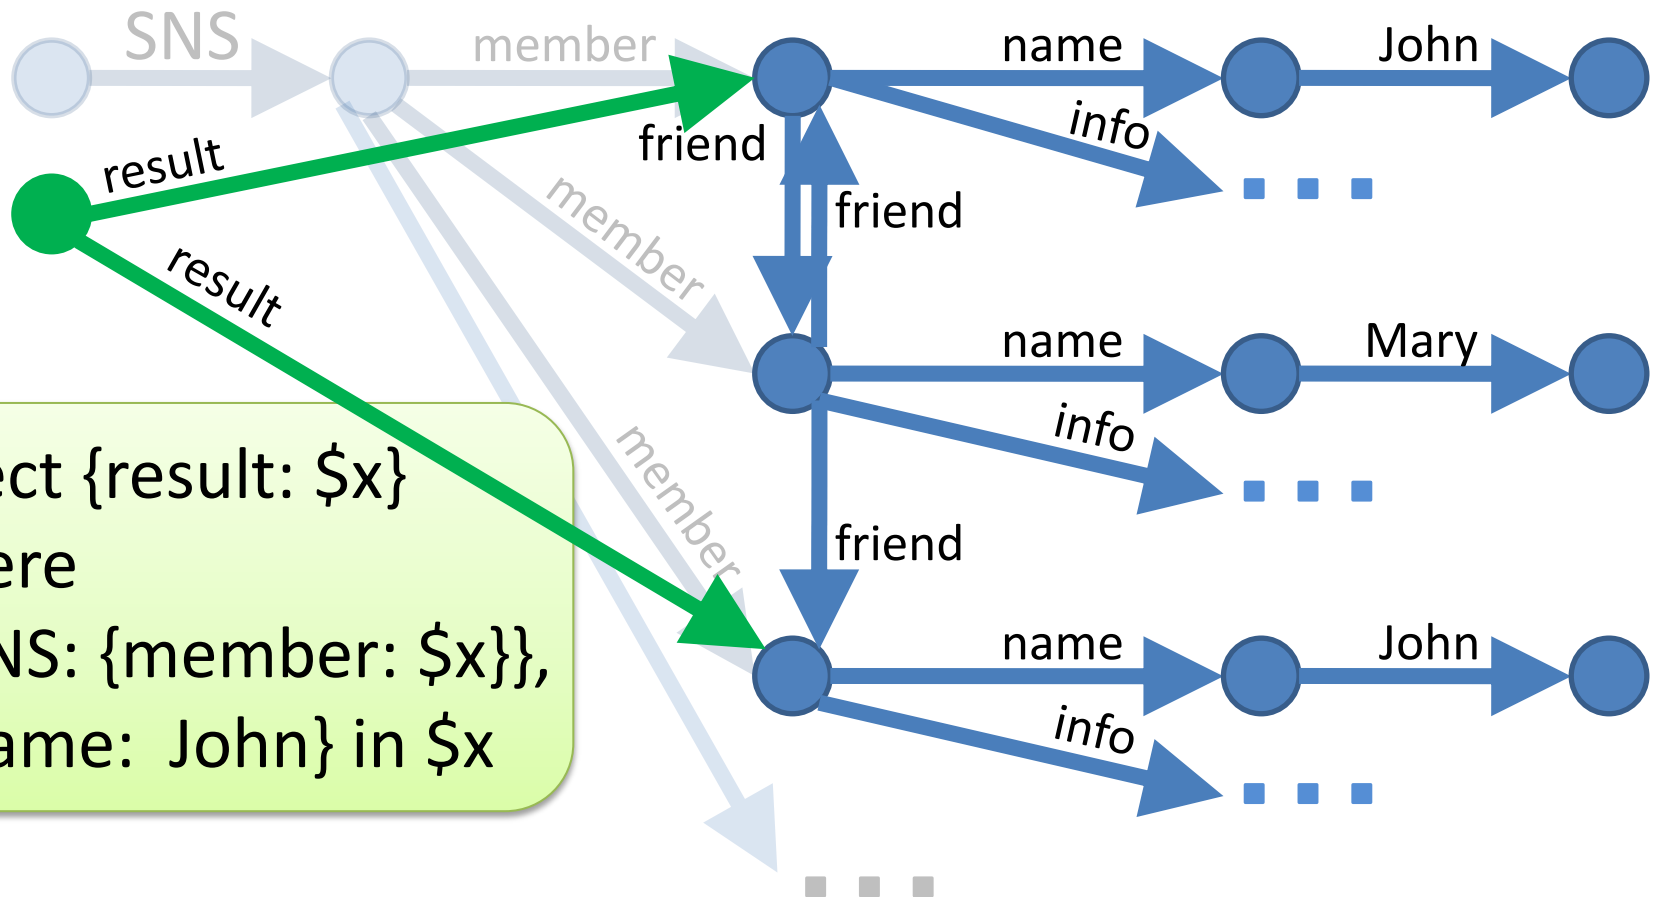 SNS
member
name
John
result
friend
info
friend
member
result
name
Mary
info
member
ect {result: $x}
friend
ere
NS: {member: $x}},
name
John
ame: John} in $x
info